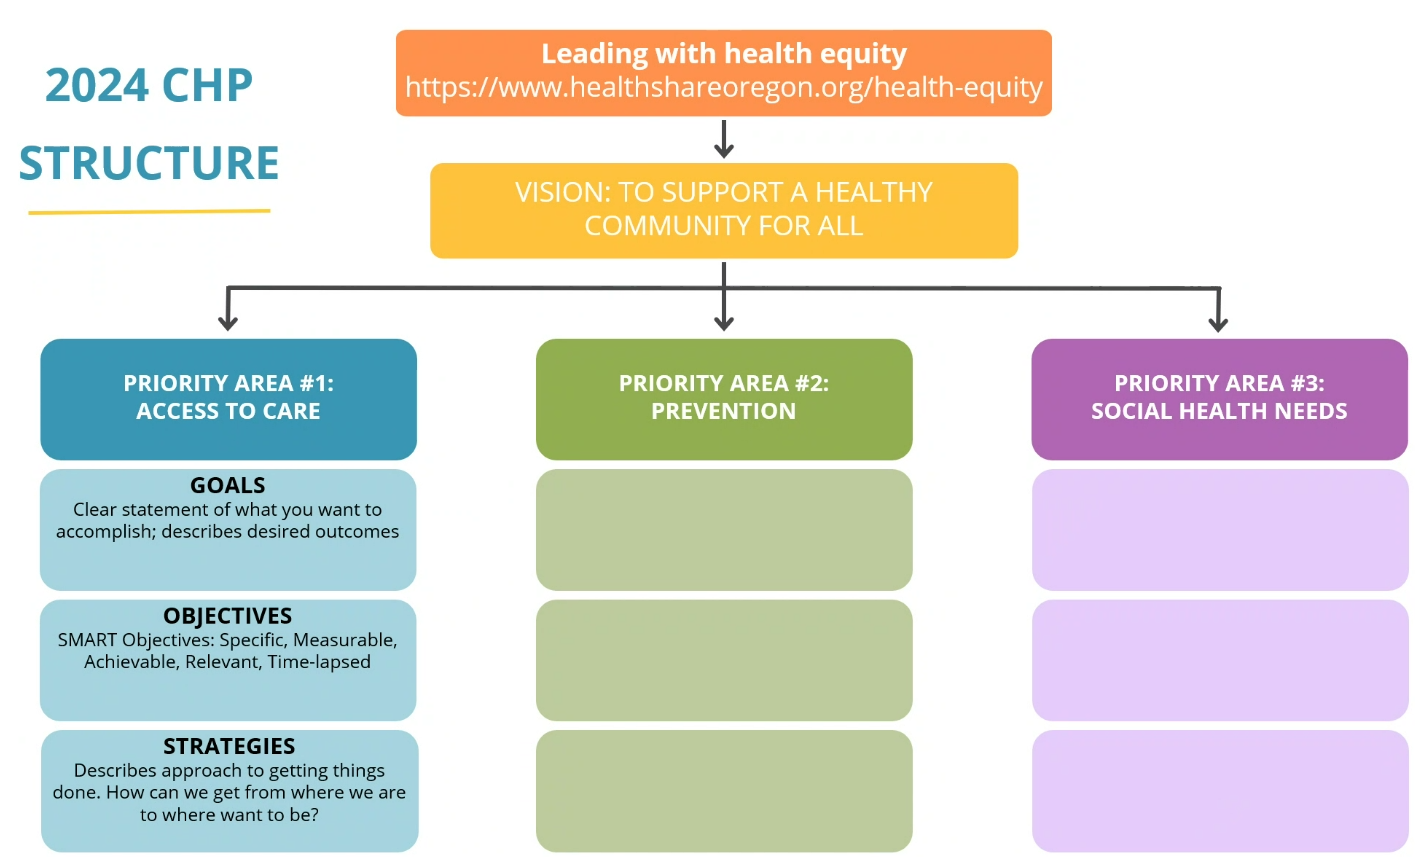 2024 CHP
STRUCTURE
Leading with health equity
https://www.healthshareoregon.org/health-equity
VISION: TO SUPPORT A HEALTHY
COMMUNITY FOR ALL
PRIORITY AREA #1:
ACCESS TO CARE
GOALS
Clear statement of what you want to
accomplish; describes desired outcomes
OBJECTIVES
SMART Objectives: Specific, Measurable,
Achievable, Relevant, Time-lapsed
STRATEGIES
Describes approach to getting things
done. How can we get from where we are
to where want to be?
PRIORITY AREA #2:
PREVENTION
PRIORITY AREA #3:
SOCIAL HEALTH NEEDS